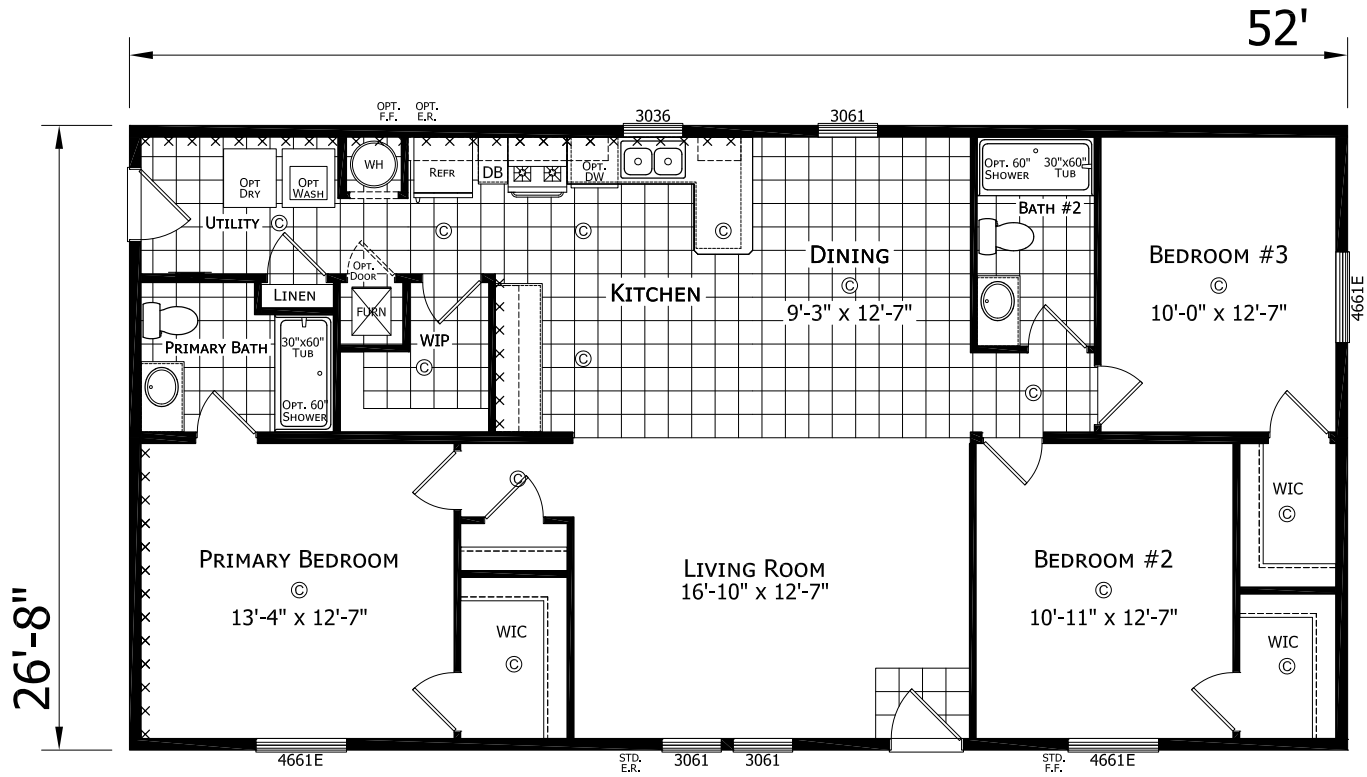 52'
26'-8"
OPT.
F.F.
OPT.
E.R.
3036
3061
OPT
DRY
OPT
WASH
WH
REFR
DB
OPT.
DW
UTILITY
©
©
©
©
OPT. 60"
SHOWER
30"x60"
TUB
BATH #2
DINING
©
9'-3" x 12'-7"
BEDROOM #3
©
10'-0" x 12'-7"
4661E
LINEN
OPT.
DOOR
FURN
KITCHEN
PRIMARY BATH
30"x60"
TUB
OPT. 60"
SHOWER
WIP
©
©
©
©
PRIMARY BEDROOM
©
13'-4" x 12'-7"
WIC
©
LIVING ROOM
16'-10" x 12'-7"
BEDROOM #2
©
10'-11" x 12'-7"
WIC
©
WIC
©
4661E
STD.
E.R.
3061
3061
STD.
F.F.
4661E